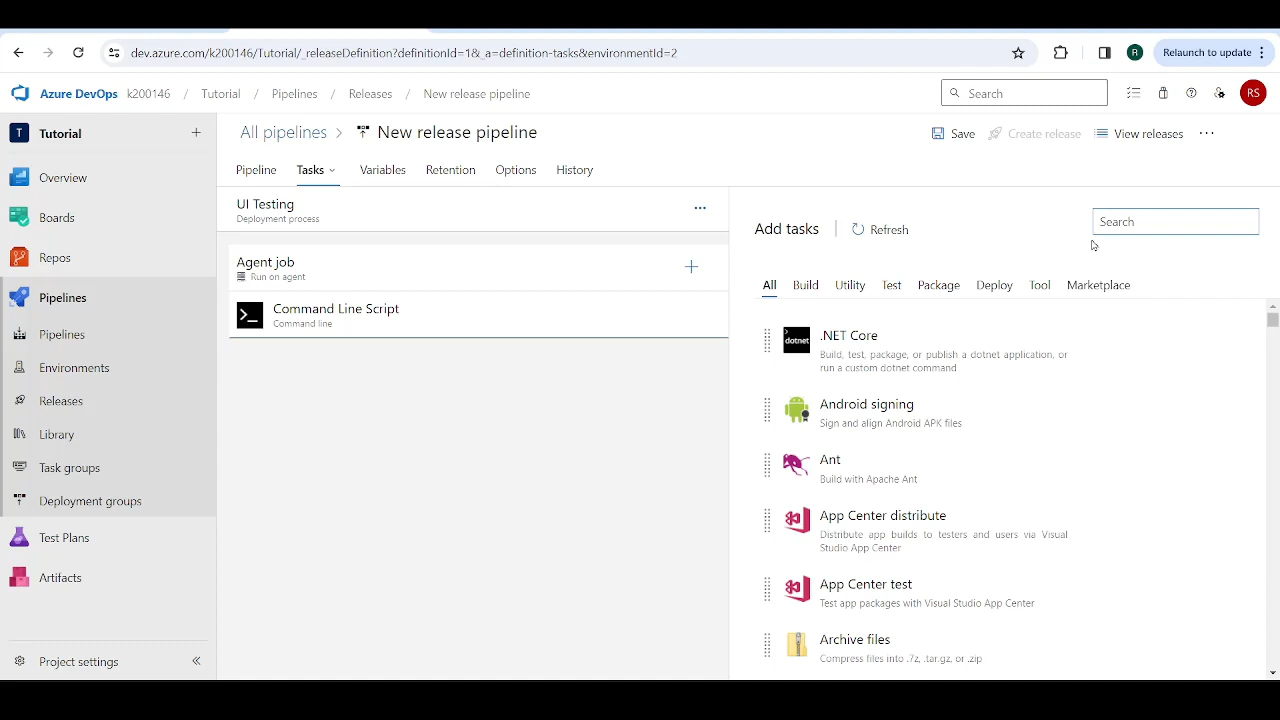 dev.azure.com/k200146/Tutorial/_releaseDefinition?definitionId=1&_a=definition-tasks&environmentId=2
R
Relaunch to update
Azure DevOps k200146 / Tutorial / Pipelines / Releases / New release pipeline
Search
RS
T Tutorial
All pipelines > New release pipeline
Save
Create release
View releases
Overview
Boards
Repos
Pipelines
Pipelines
Environments
Releases
Library
Task groups
Deployment groups
Test Plans
Artifacts
Project settings
Pipeline Tasks Variables Retention Options History
UI Testing
Deployment process
Agent job
Run on agent
Command Line Script
Command line
Add tasks
Refresh
Search
All Build Utility Test Package Deploy Tool Marketplace
dotnet
.NET Core
Build, test, package, or publish a dotnet application, or
run a custom dotnet command
Android signing
Sign and align Android APK files
Ant
Build with Apache Ant
App Center distribute
Distribute app builds to testers and users via Visual
Studio App Center
App Center test
Test app packages with Visual Studio App Center
Archive files
Compress files into .7z, .tar.gz, or .zip